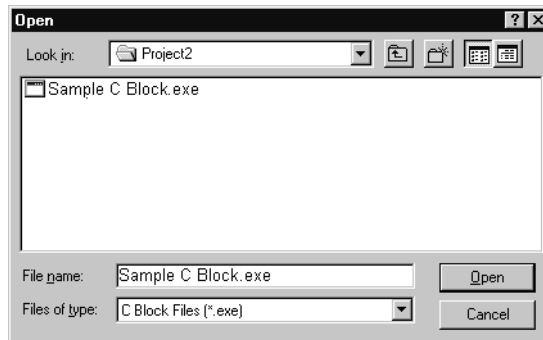 Open
Look in: Project2
Sample C Block.exe
File name: Sample C Block.exe Open
Files of type: C Block Files (*.exe) Cancel